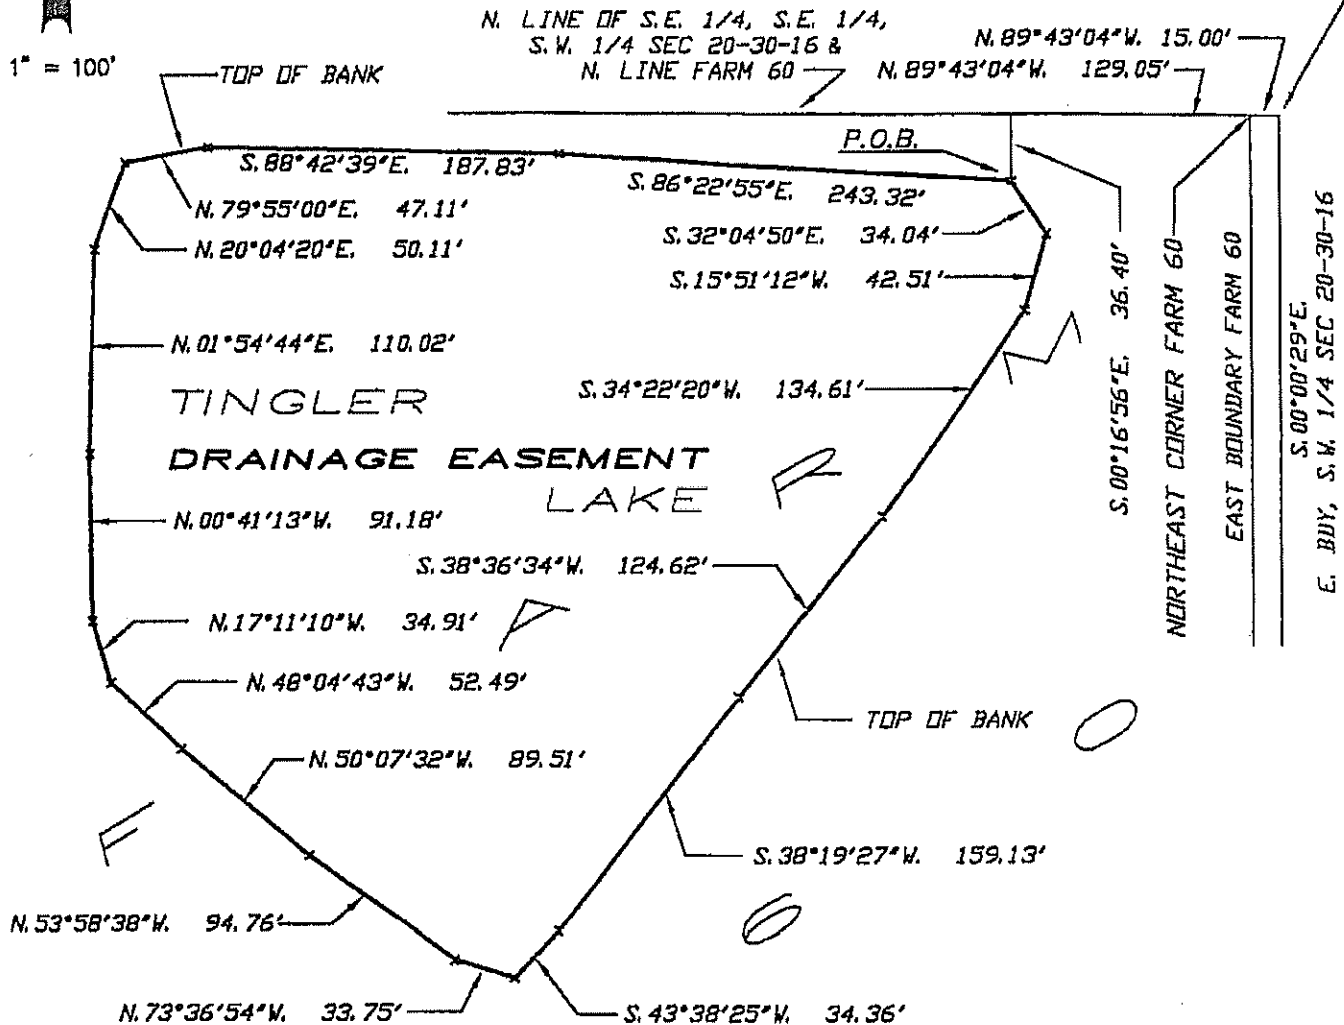 N. LINE OF S.E. 1/4, S.E. 1/4,
S.W. 1/4 SEC 20-30-16 &
N. LINE FARM 60
N.89°43'04"W. 15.00'
N.89°43'04"W. 129.05'
1" = 100'
TOP OF BANK
P.O.B.
S.88°42'39"E. 187.83'
S.86°22'55"E. 243.32'
N.79°55'00"E. 47.11'
N.20°04'20"E. 50.11'
S.32°04'50"E. 34.04'
S.15°51'12"W. 42.51'
N.01°54'44"E. 110.02'
S.34°22'20"W. 134.61'
TINGLER
DRAINAGE EASEMENT
LAKE
N.00°41'13"W. 91.18'
S.38°36'34"W. 124.62'
N.17°11'10"W. 34.91'
N.48°04'43"W. 52.49'
TOP OF BANK
N.50°07'32"W. 89.51'
S.38°19'27"W. 159.13'
N.53°58'38"W. 94.76'
N.73°36'54"W. 33.75'
S.43°38'25"W. 34.36'
FARM 60
S.00°16'56"E. 36.40'
NORTHEAST CORNER FARM 60
EAST BOUNDARY FARM 60
S.00°00'29"E.
E. BDY, S.W. 1/4 SEC 20-30-16